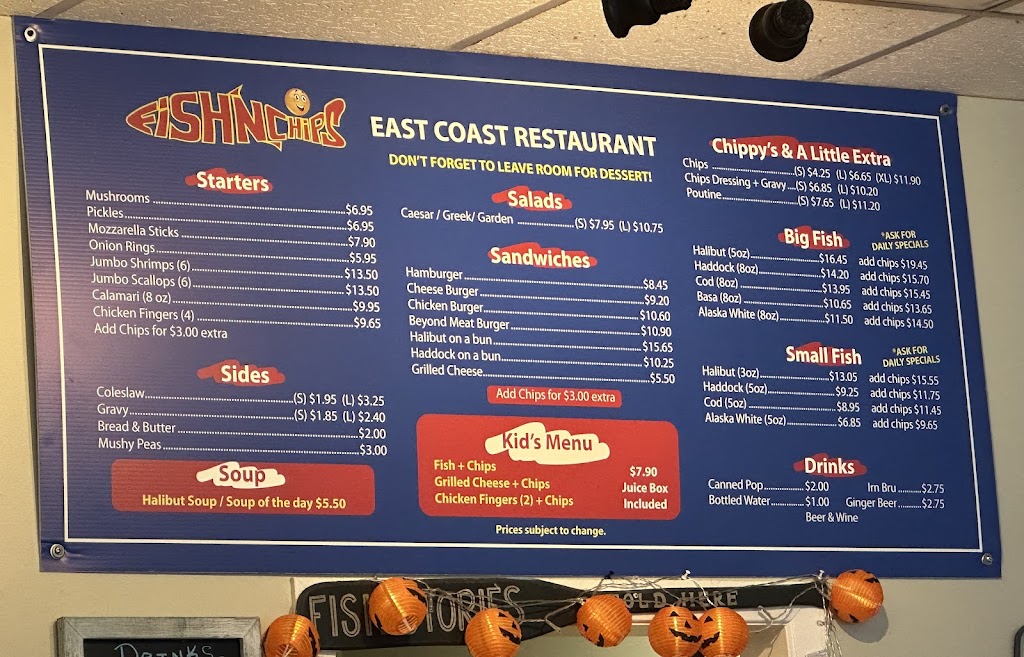 FISH'N CHIPS
EAST COAST RESTAURANT
DON'T FORGET TO LEAVE ROOM FOR DESSERT!
Starters
Mushrooms $6.95
Pickles $6.95
Mozzarella Sticks $7.90
Onion Rings $5.95
Jumbo Shrimps (6) $13.50
Jumbo Scallops (6) $13.50
Calamari (8 oz) $9.95
Chicken Fingers (4) $9.65
Add Chips for $3.00 extra
Sides
Coleslaw (S) $1.95 (L) $3.25
Gravy (S) $1.85 (L) $2.40
Bread & Butter $2.00
Mushy Peas $3.00
Soup
Halibut Soup / Soup of the day $5.50
Salads
Caesar / Greek/ Garden (S) $7.95 (L) $10.75
Sandwiches
Hamburger $8.45
Cheese Burger $9.20
Chicken Burger $10.60
Beyond Meat Burger $10.90
Halibut on a bun $15.65
Haddock on a bun $10.25
Grilled Cheese $5.50
Add Chips for $3.00 extra
Kid's Menu
Fish + Chips $7.90
Grilled Cheese + Chips Juice Box
Chicken Fingers (2) + Chips Included
Prices subject to change.
Chippy's & A Little Extra
Chips (S) $4.25 (L) $6.65 (XL) $11.90
Chips Dressing + Gravy (S) $6.85 (L) $10.20
Poutine (S) $7.65 (L) $11.20
Big Fish
*ASK FOR
DAILY SPECIALS
Halibut (5oz) $16.45 add chips $19.45
Haddock (8oz) $14.20 add chips $15.70
Cod (8oz) $13.95 add chips $15.45
Basa (8oz) $10.65 add chips $13.65
Alaska White (8oz) $11.50 add chips $14.50
Small Fish
*ASK FOR
DAILY SPECIALS
Halibut (3oz) $13.05 add chips $15.55
Haddock (5oz) $9.25 add chips $11.75
Cod (5oz) $8.95 add chips $11.45
Alaska White (5oz) $6.85 add chips $9.65
Drinks
Canned Pop $2.00 Irn Bru $2.75
Bottled Water $1.00 Ginger Beer $2.75
Beer & Wine
FISH STORIES TOLD HERE
DRINKS